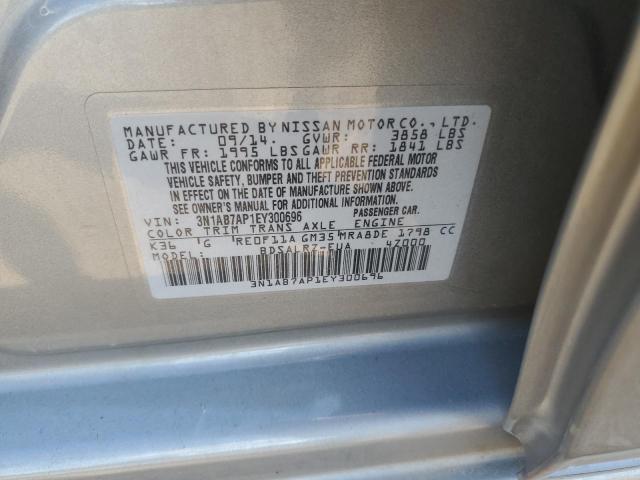 MANUFACTURED BY NISSAN MOTOR CO., LTD.
DATE: 09/14. GVWR: 3858 LBS
GAWR FR: 1995 LBS GAWR RR: 1841 LBS
THIS VEHICLE CONFORMS TO ALL APPLICABLE FEDERAL MOTOR
VEHICLE SAFETY, BUMPER AND THEFT PREVENTION STANDARDS
IN EFFECT ON THE DATE OF MANUFACTURE SHOWN ABOVE.
SEE OWNER'S MANUAL FOR ADDITIONAL INFORMATION.
VIN: 3N1AB7AP1EY300696 PASSENGER CAR.
COLOR TRIM TRANS AXLE ENGINE
K36 G RE0F11A GM35 MRA8DE 1798 CC
MODEL: BDSALRZ-EUA 47000
3N1AB7AP1EY300696